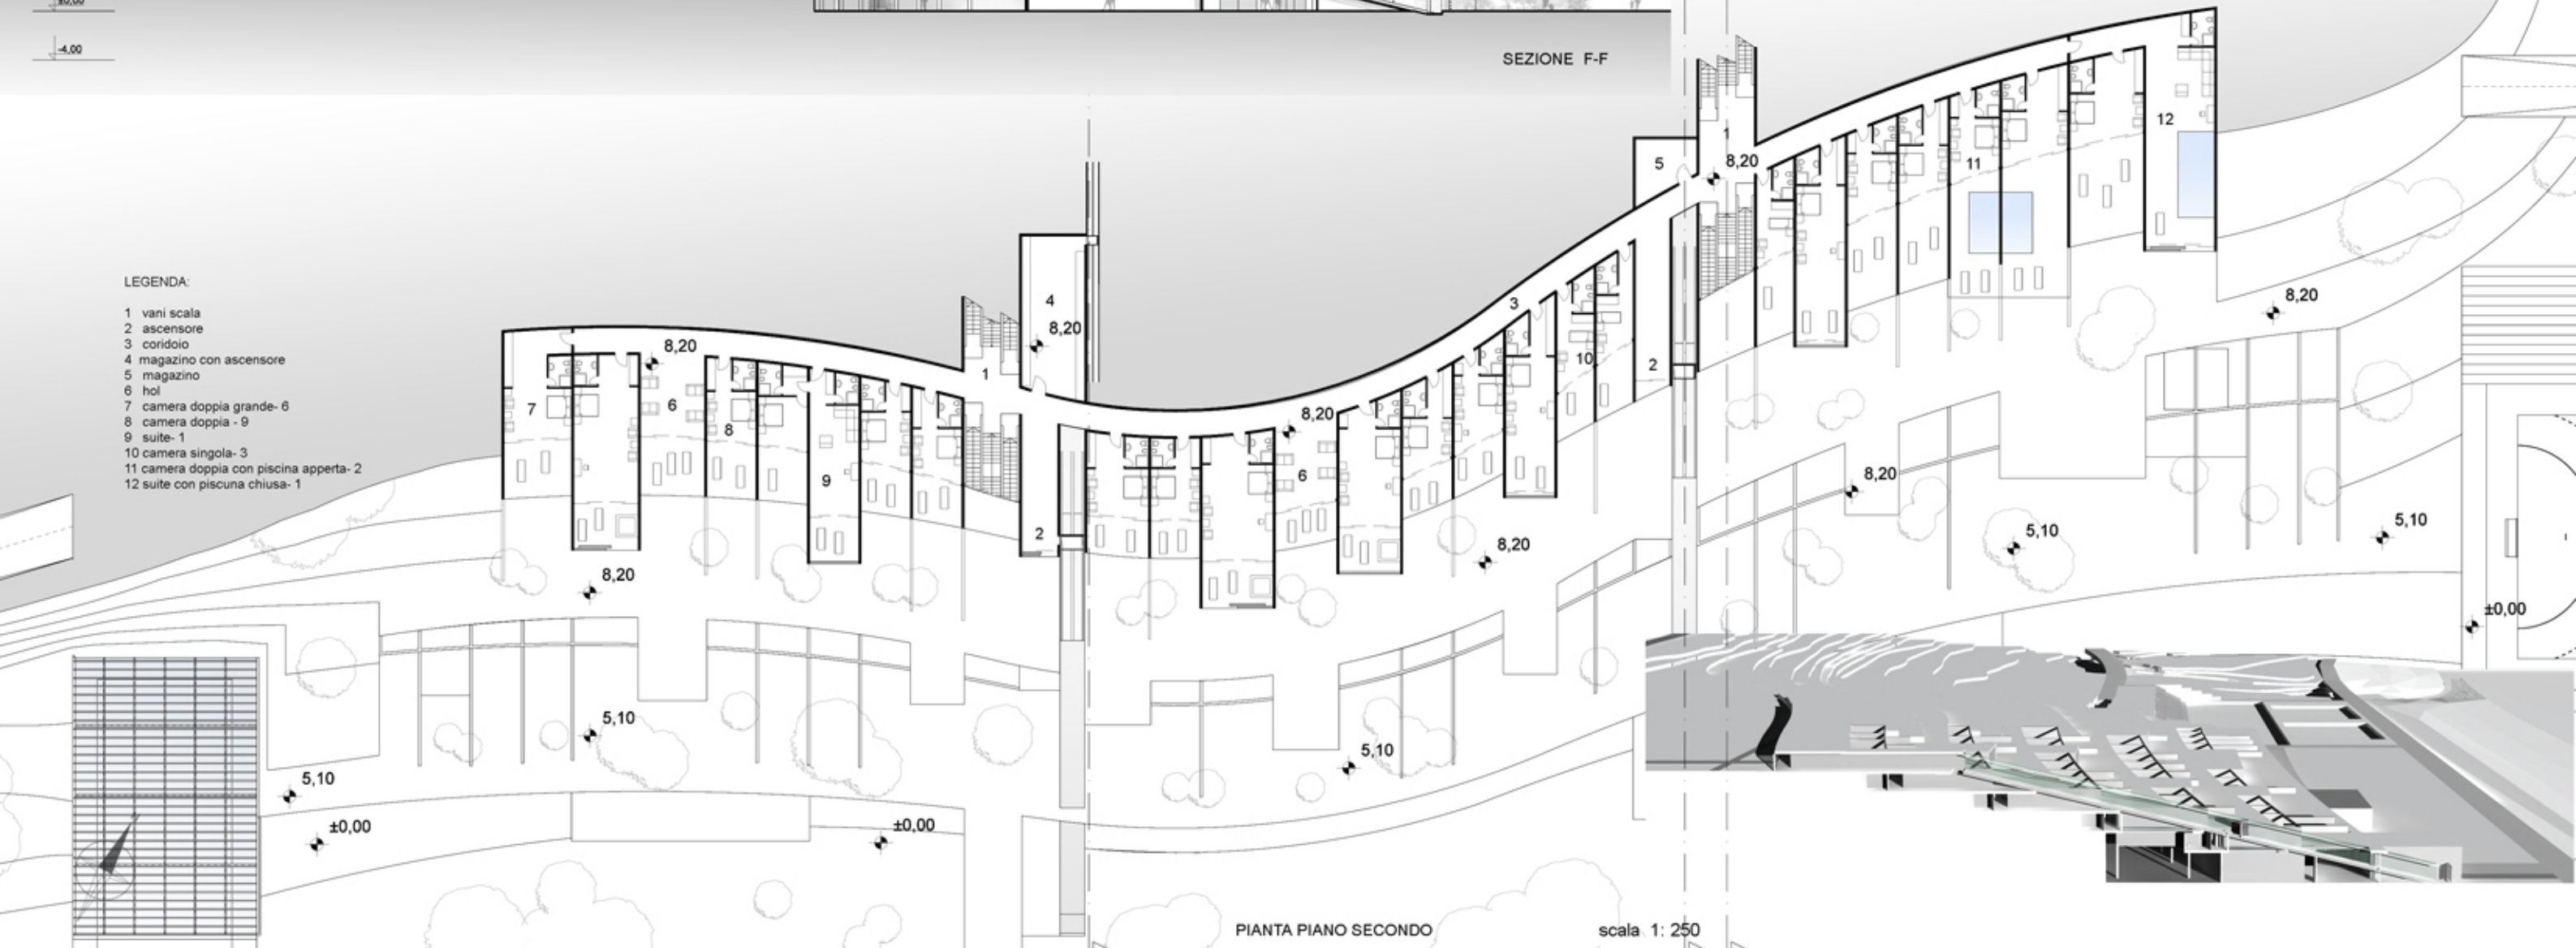 ±0,00
-4,00
SEZIONE F-F
LEGENDA:
1 vani scala
2 ascensore
3 coridoio
4 magazino con ascensore
5 magazino
6 hol
7 camera doppia grande- 6
8 camera doppia - 9
9 suite- 1
10 camera singola- 3
11 camera doppia con piscina apperta- 2
12 suite con piscuna chiusa- 1
1
12
5
8,20
11
4
8,20
8,20
3
8,20
10
2
1
7
6
8
8,20
9
6
8,20
2
8,20
8,20
5,10
5,10
±0,00
5,10
5,10
5,10
±0,00
±0,00
PIANTA PIANO SECONDO
scala 1: 250